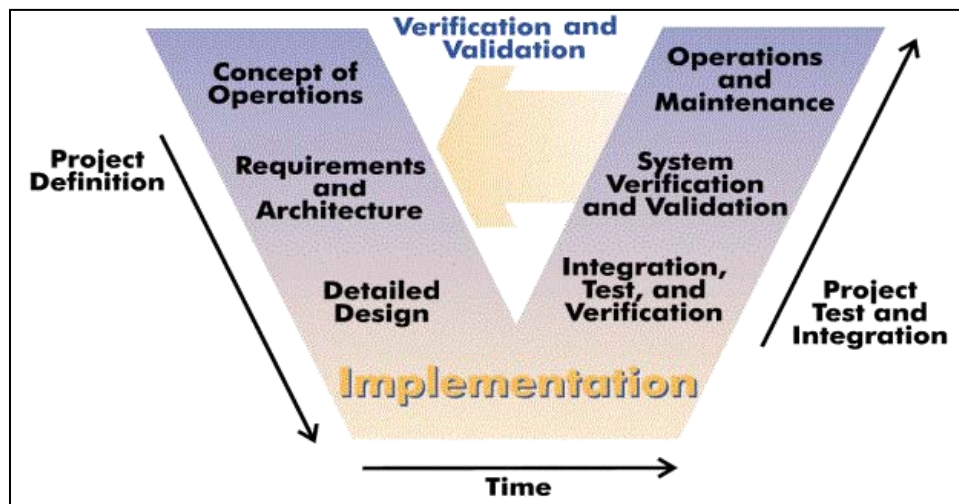 Verification and
Validation
Concept of
Operations
Operations
and
Maintenance
Project
Definition
Requirements
and
Architecture
System
Verification
and Validation
Detailed
Design
Integration,
Test, and
Verification
Project
Test and
Integration
Implementation
Time